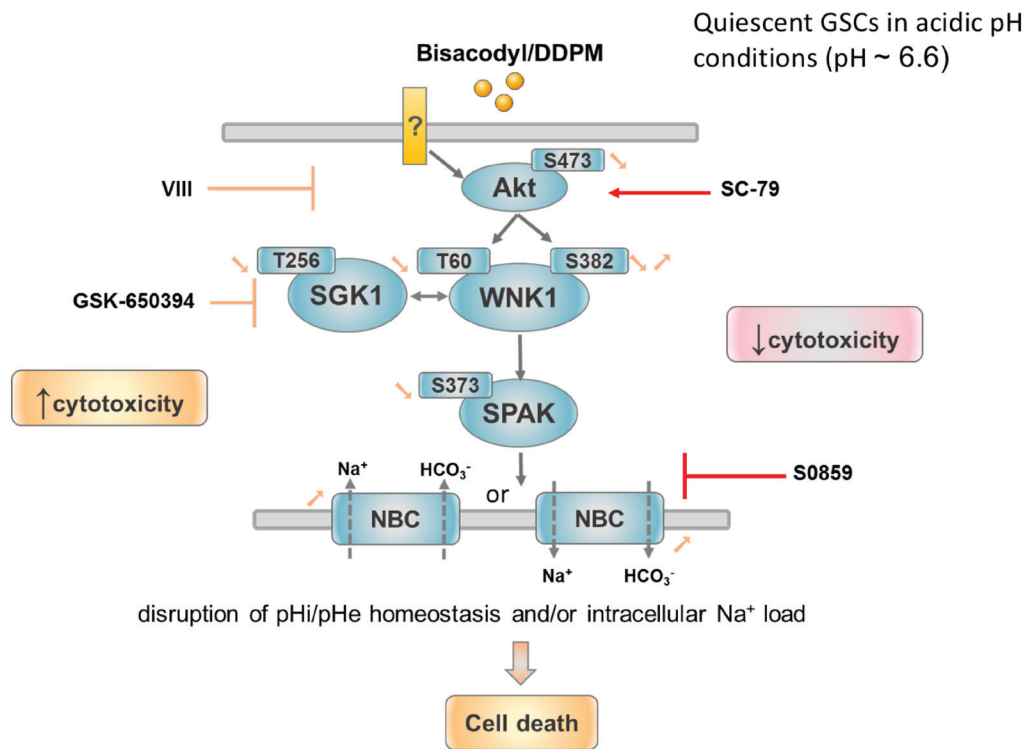 Quiescent GSCs in acidic pH
conditions (pH ~ 6.6)
Bisacodyl/DDPM
?
S473
Akt
VIII
SC-79
T256
T60
S382
SGK1
WNK1
GSK-650394
↓cytotoxicity
S373
↑cytotoxicity
SPAK
Na⁺
HCO₃⁻
or
S0859
NBC
NBC
Na⁺
HCO₃⁻
disruption of pHi/pHe homeostasis and/or intracellular Na⁺ load
Cell death